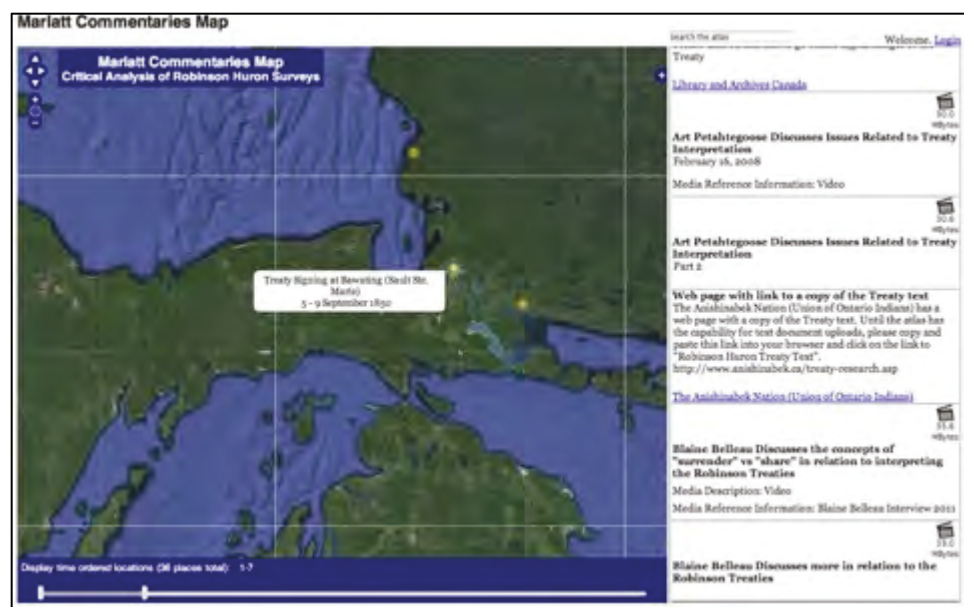 Marlatt Commentaries Map
Marlatt Commentaries Map
Critical Analysis of Robinson Huron Surveys
Treaty Signing at Bawating (Sault Ste.
Marie)
5 - 9 September 1850
Display time ordered locations (36 places total): 1-7
search the atlas
Welcome. Login
Treaty
Library and Archives Canada
MBytes
Art Petahtegoose Discusses Issues Related to Treaty
Interpretation
February 16, 2008
Media Reference Information: Video
MBytes
Art Petahtegoose Discusses Issues Related to Treaty
Interpretation
Part 2
Web page with link to a copy of the Treaty text
The Anishinabek Nation (Union of Ontario Indians) has a
web page with a copy of the Treaty text. Until the atlas has
the capability for text document uploads, please copy and
paste this link into your browser and click on the link to
"Robinson Huron Treaty Text".
http://www.anishinabek.ca/treaty-research.asp
The Anishinabek Nation (Union of Ontario Indians)
MBytes
Blaine Belleau Discusses the concepts of
"surrender" vs "share" in relation to interpreting
the Robinson Treaties
Media Description: Video
Media Reference Information: Blaine Belleau Interview 2011
MBytes
Blaine Belleau Discusses more in relation to the
Robinson Treaties